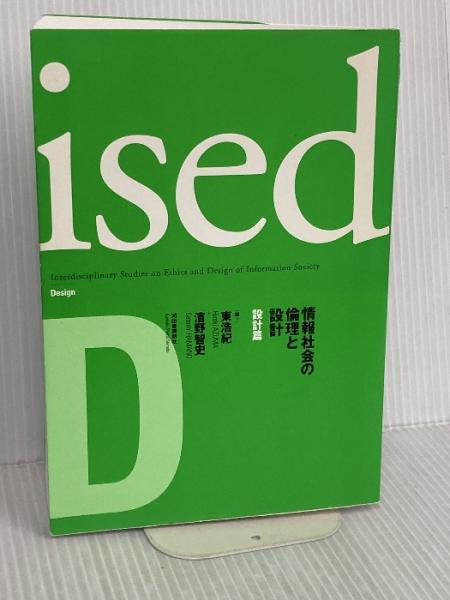 ised
Interdisciplinary Studies on Ethics and Design of Information Society
Design
情報社会の
倫理と
設計
設計篇
[編]
東浩紀
Hiroki AZUMA
濱野智史
Satoshi HAMANO
河出書房新社
D